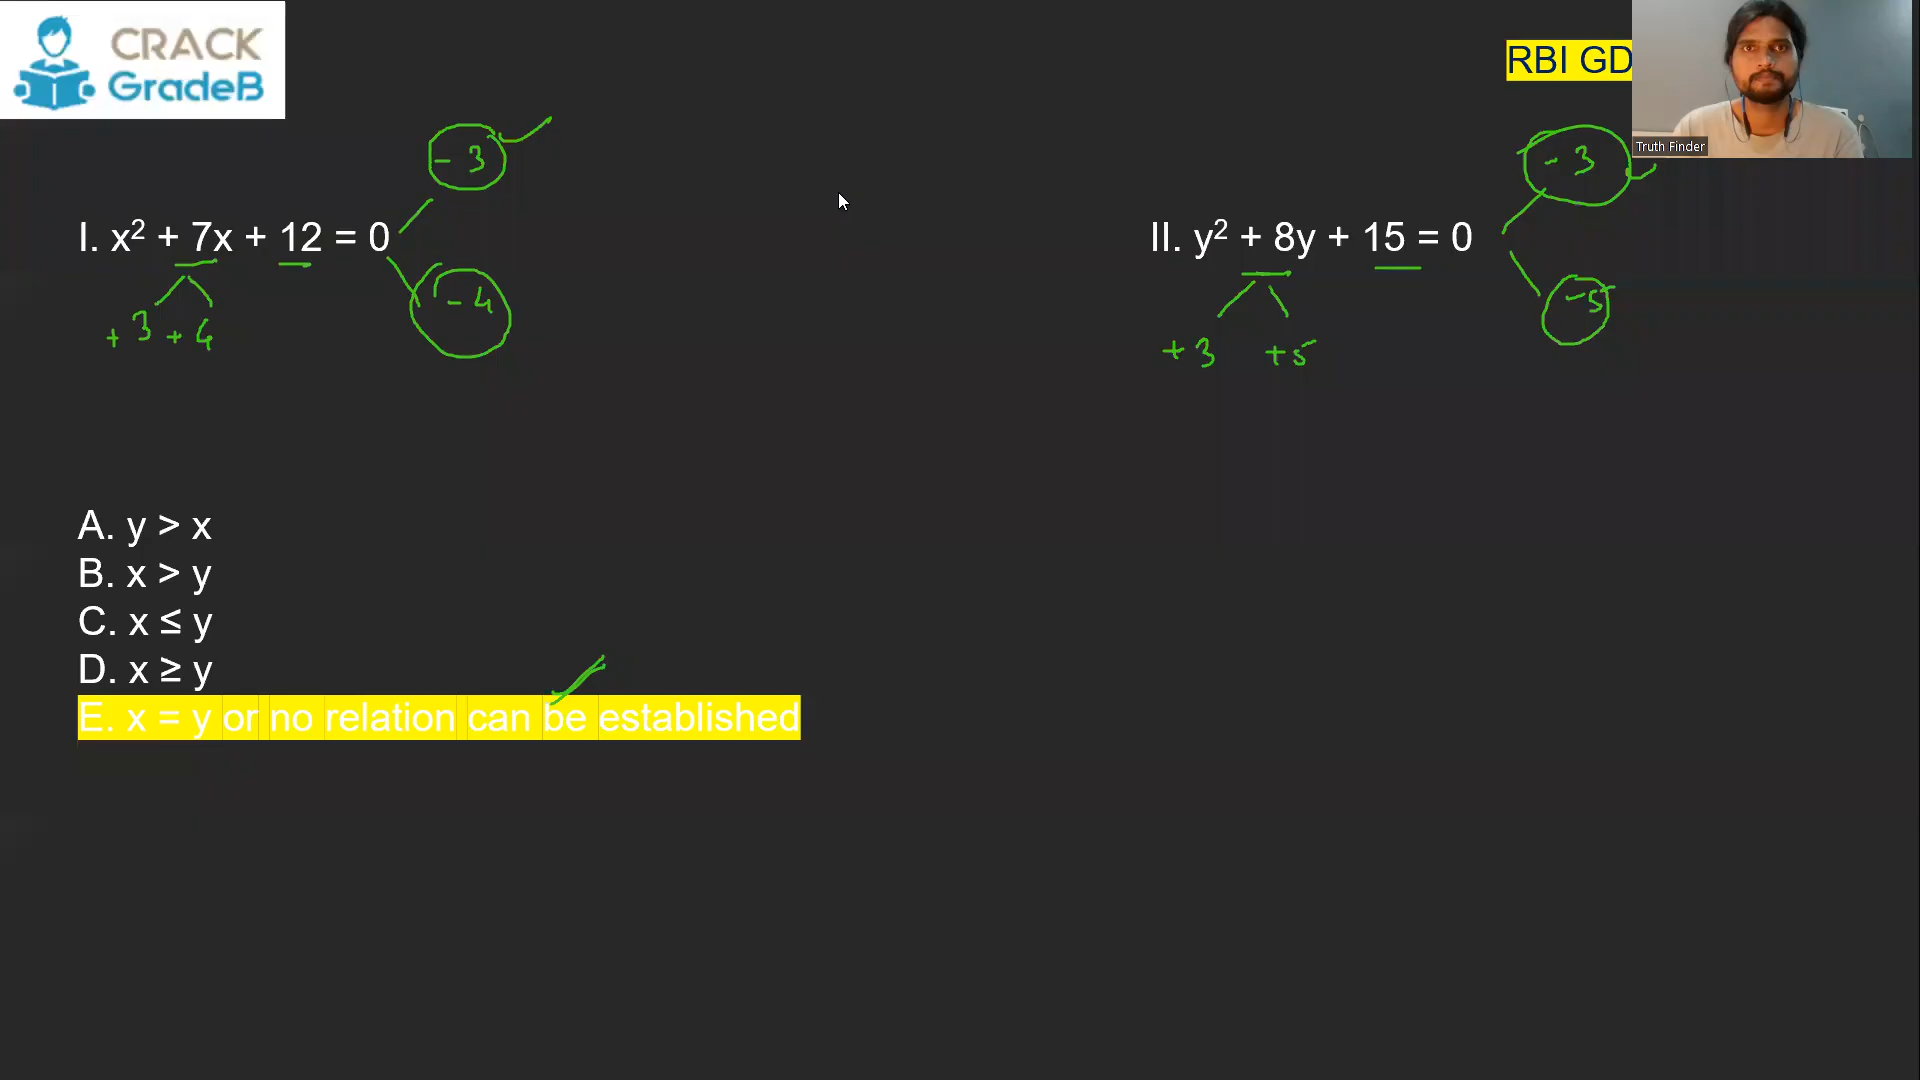 CRACK
GradeB
RBI GD
Truth Finder
- 3
- 3
I. x² + 7x + 12 = 0
II. y² + 8y + 15 = 0
- 4
-5
+3 +4
+3 +5
A. y > x
B. x > y
C. x ≤ y
D. x ≥ y
E. x = y or no relation can be established